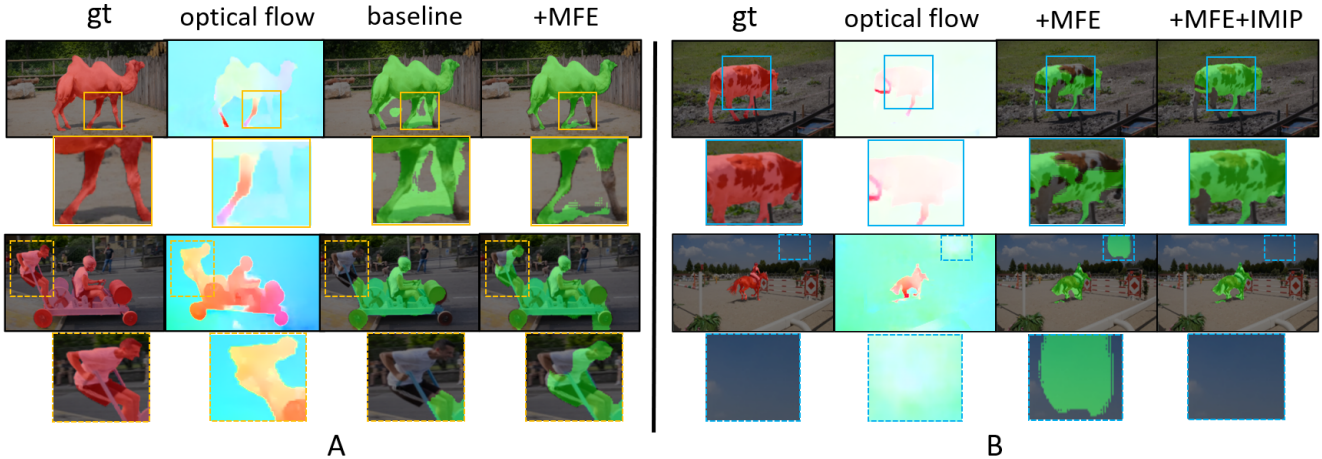 gt optical flow baseline +MFE
gt optical flow +MFE +MFE+IMIP
A
B